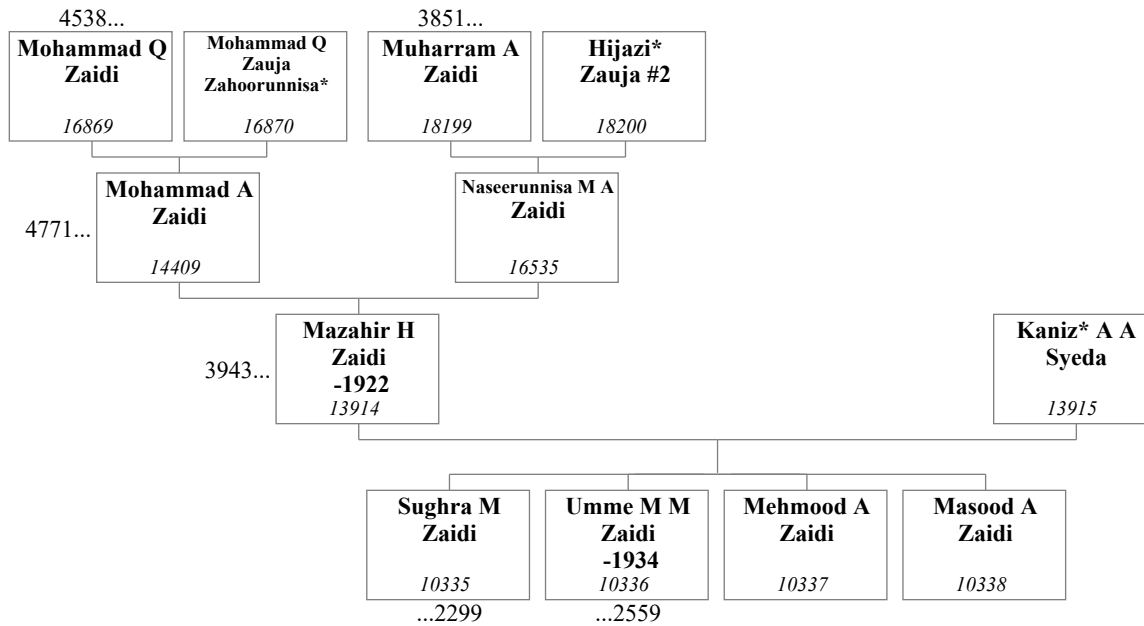 4538...
3851...
Mohammad Q
Zaidi
16869
Mohammad Q
Zauja
Zahoorunnisa*
16870
Muharram A
Zaidi
18199
Hijazi*
Zauja #2
18200
4771...
Mohammad A
Zaidi
14409
Naseerunnisa M A
Zaidi
16535
3943...
Mazahir H
Zaidi
-1922
13914
Kaniz* A A
Syeda
13915
Sughra M
Zaidi
10335
...2299
Umme M M
Zaidi
-1934
10336
...2559
Mehmood A
Zaidi
10337
Masood A
Zaidi
10338